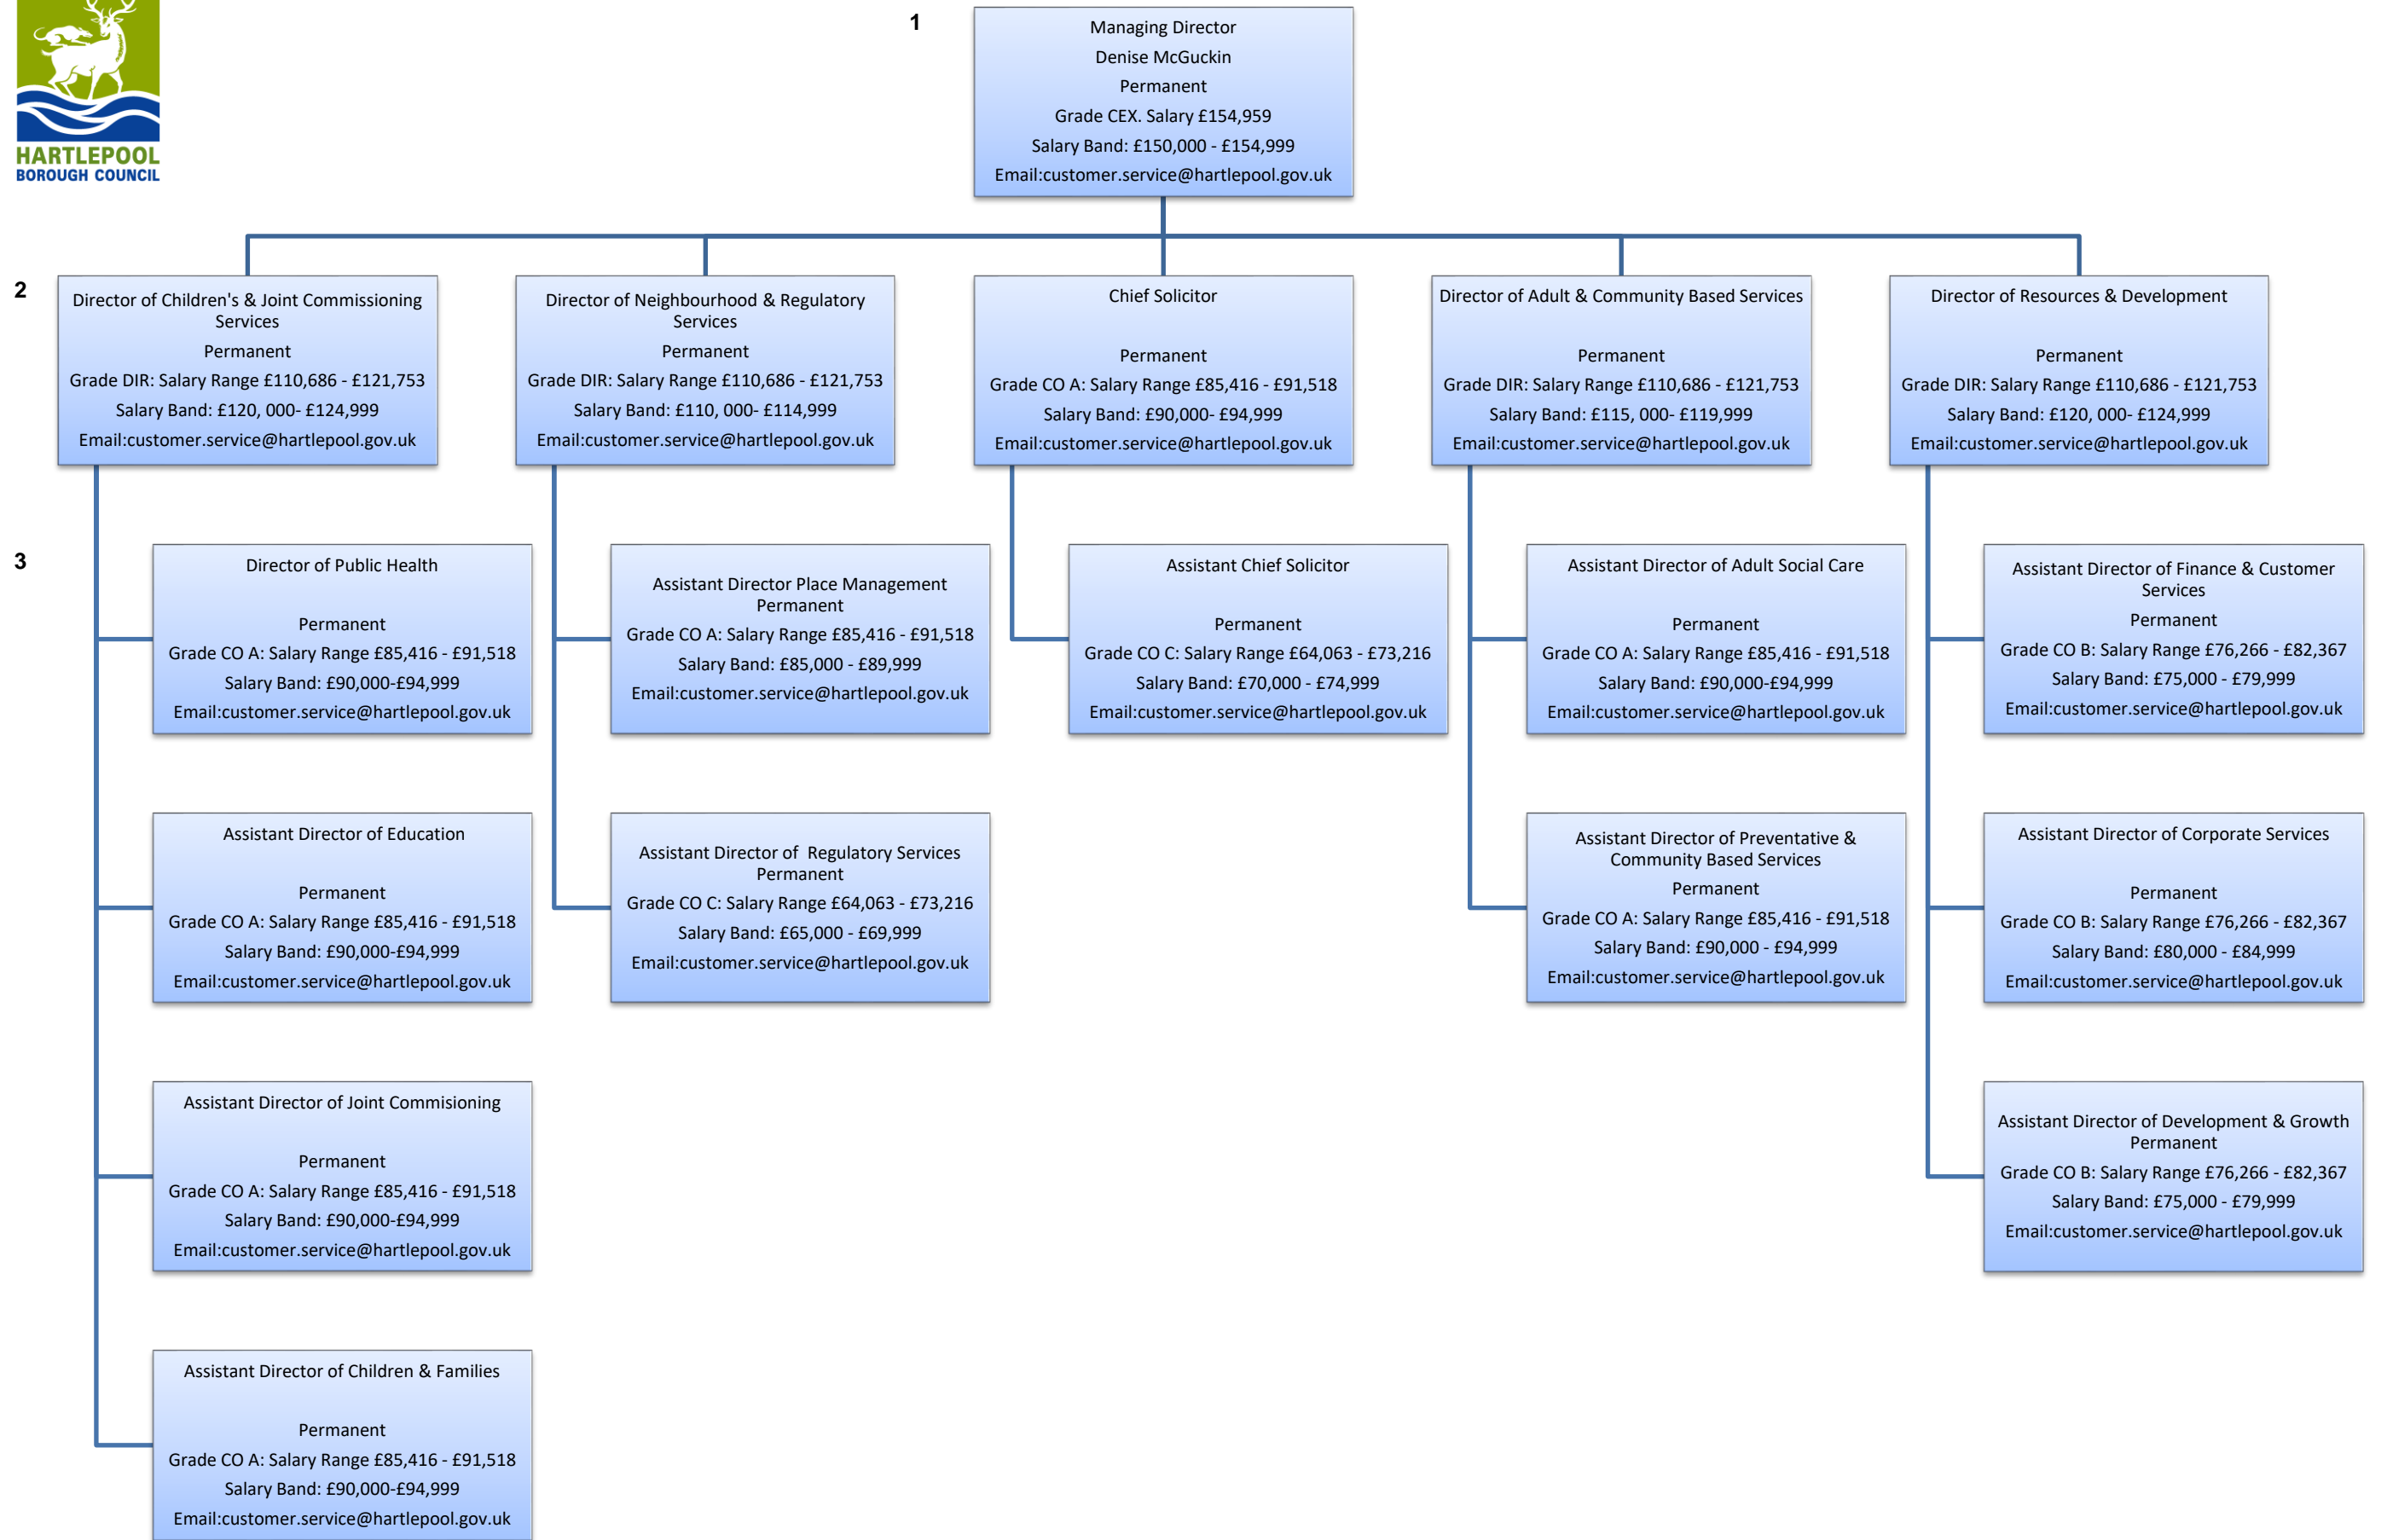 HARTLEPOOL
BOROUGH COUNCIL
1
Managing Director
Denise McGuckin
Permanent
Grade CEX. Salary £154,959
Salary Band: £150,000 - £154,999
Email:customer.service@hartlepool.gov.uk
2
Director of Children's & Joint Commissioning
Services
Permanent
Grade DIR: Salary Range £110,686 - £121,753
Salary Band: £120, 000- £124,999
Email:customer.service@hartlepool.gov.uk
Director of Neighbourhood & Regulatory
Services
Permanent
Grade DIR: Salary Range £110,686 - £121,753
Salary Band: £110, 000- £114,999
Email:customer.service@hartlepool.gov.uk
Chief Solicitor
Permanent
Grade CO A: Salary Range £85,416 - £91,518
Salary Band: £90,000- £94,999
Email:customer.service@hartlepool.gov.uk
Director of Adult & Community Based Services
Permanent
Grade DIR: Salary Range £110,686 - £121,753
Salary Band: £115, 000- £119,999
Email:customer.service@hartlepool.gov.uk
Director of Resources & Development
Permanent
Grade DIR: Salary Range £110,686 - £121,753
Salary Band: £120, 000- £124,999
Email:customer.service@hartlepool.gov.uk
3
Director of Public Health
Permanent
Grade CO A: Salary Range £85,416 - £91,518
Salary Band: £90,000-£94,999
Email:customer.service@hartlepool.gov.uk
Assistant Director Place Management
Permanent
Grade CO A: Salary Range £85,416 - £91,518
Salary Band: £85,000 - £89,999
Email:customer.service@hartlepool.gov.uk
Assistant Chief Solicitor
Permanent
Grade CO C: Salary Range £64,063 - £73,216
Salary Band: £70,000 - £74,999
Email:customer.service@hartlepool.gov.uk
Assistant Director of Adult Social Care
Permanent
Grade CO A: Salary Range £85,416 - £91,518
Salary Band: £90,000-£94,999
Email:customer.service@hartlepool.gov.uk
Assistant Director of Finance & Customer
Services
Permanent
Grade CO B: Salary Range £76,266 - £82,367
Salary Band: £75,000 - £79,999
Email:customer.service@hartlepool.gov.uk
Assistant Director of Education
Permanent
Grade CO A: Salary Range £85,416 - £91,518
Salary Band: £90,000-£94,999
Email:customer.service@hartlepool.gov.uk
Assistant Director of  Regulatory Services
Permanent
Grade CO C: Salary Range £64,063 - £73,216
Salary Band: £65,000 - £69,999
Email:customer.service@hartlepool.gov.uk
Assistant Director of Preventative &
Community Based Services
Permanent
Grade CO A: Salary Range £85,416 - £91,518
Salary Band: £90,000 - £94,999
Email:customer.service@hartlepool.gov.uk
Assistant Director of Corporate Services
Permanent
Grade CO B: Salary Range £76,266 - £82,367
Salary Band: £80,000 - £84,999
Email:customer.service@hartlepool.gov.uk
Assistant Director of Joint Commisioning
Permanent
Grade CO A: Salary Range £85,416 - £91,518
Salary Band: £90,000-£94,999
Email:customer.service@hartlepool.gov.uk
Assistant Director of Development & Growth
Permanent
Grade CO B: Salary Range £76,266 - £82,367
Salary Band: £75,000 - £79,999
Email:customer.service@hartlepool.gov.uk
Assistant Director of Children & Families
Permanent
Grade CO A: Salary Range £85,416 - £91,518
Salary Band: £90,000-£94,999
Email:customer.service@hartlepool.gov.uk